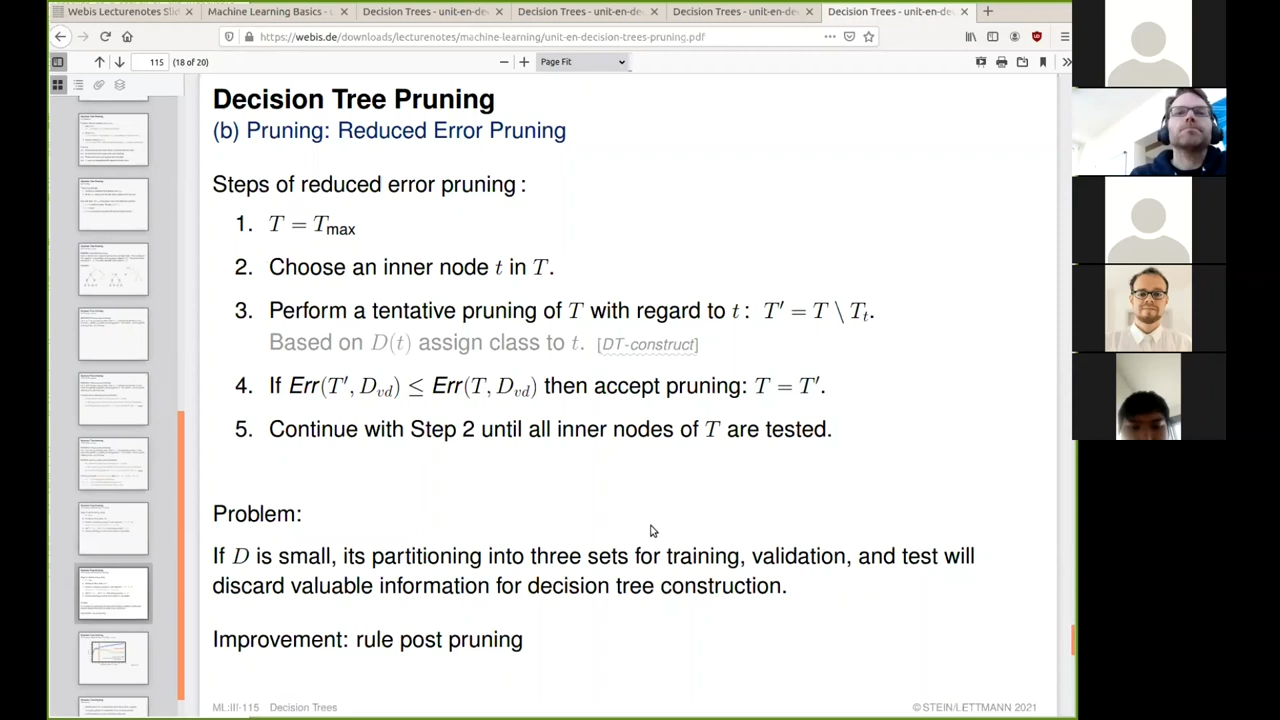 Webis Lecturenotes Slid
Machine Learning Basics -
Decision Trees - unit-en-de
Decision Trees - unit-en-de
Decision Trees - unit-en-de
Decision Trees - unit-en-de
https://webis.de/downloads/lecturenotes/machine-learning/unit-en-decision-trees-pruning.pdf
115 (18 of 20)
Page Fit
Decision Tree Pruning
(b) Pruning: Reduced Error Pruning
Steps of reduced error pruning :
1. T = Tmax
2. Choose an inner node t in T.
3. Perform a tentative pruning of T with regard to t : T′ = T \ Tt.
Based on D(t) assign class to t. [DT-construct]
4. If Err(T′, Dvd) ≤ Err(T, Dvd) then accept pruning: T = T′.
5. Continue with Step 2 until all inner nodes of T are tested.
Problem:
If D is small, its partitioning into three sets for training, validation, and test will
discard valuable information for decision tree construction.
Improvement: rule post pruning
ML:III-115 Decision Trees
© STEIN/LETTMANN 2021